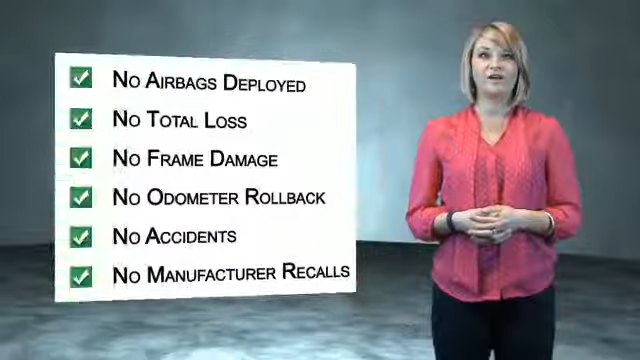 No Airbags Deployed
No Total Loss
No Frame Damage
No Odometer Rollback
No Accidents
No Manufacturer Recalls